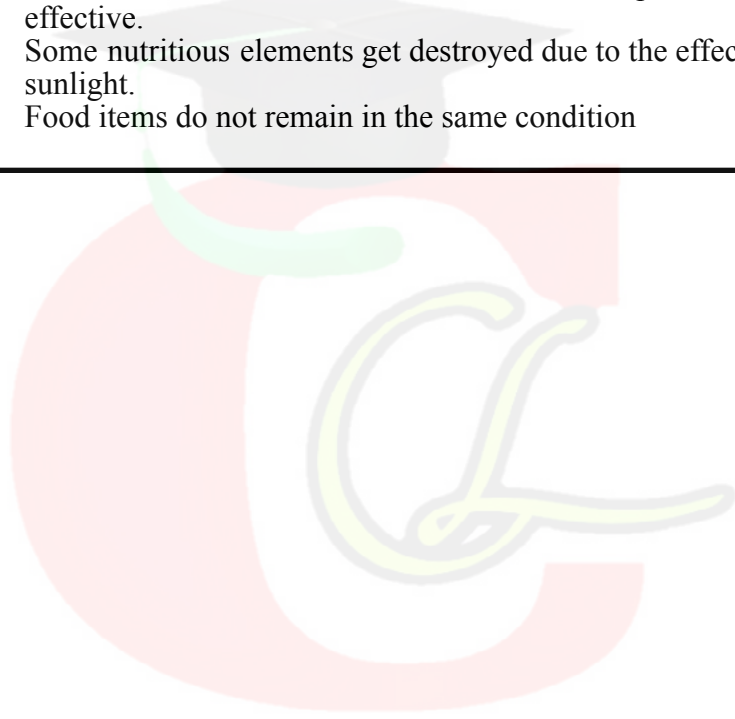 effective.
Some nutritious elements get destroyed due to the
sunlight.
Food items do not remain in the same condition